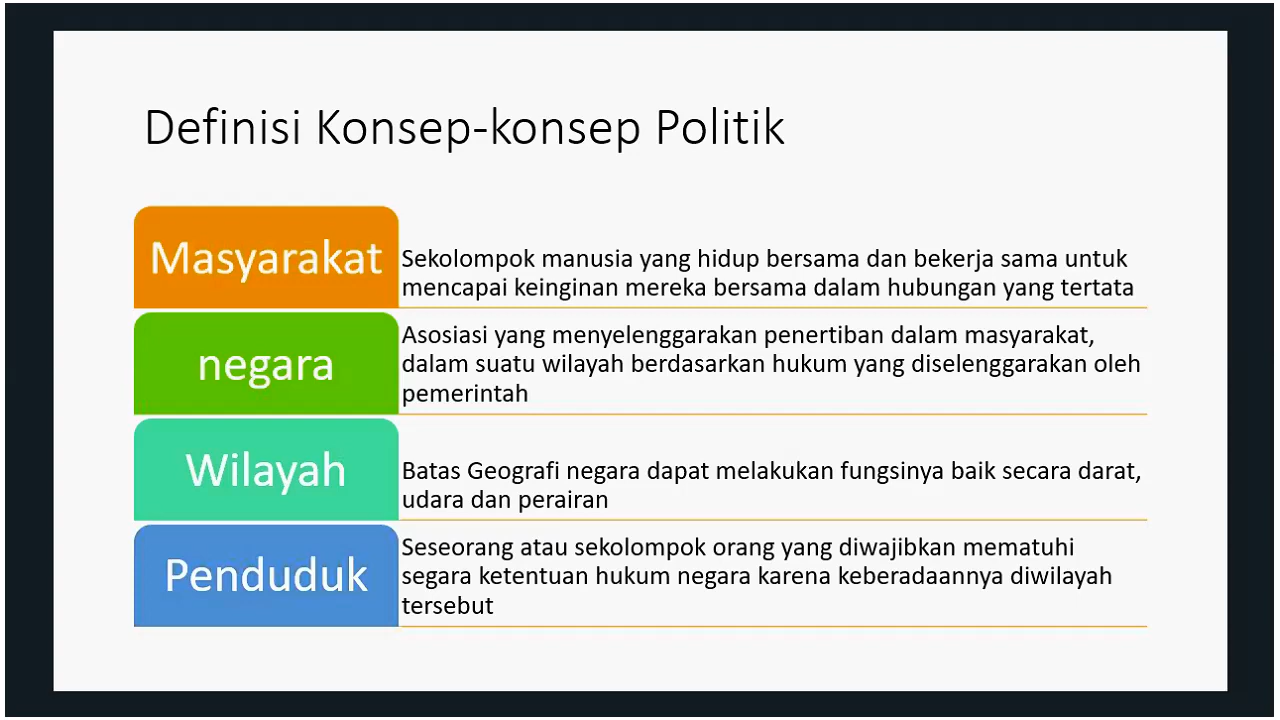 Definisi Konsep-konsep Politik
Masyarakat
Sekolompok manusia yang hidup bersama dan bekerja sama untuk
mencapai keinginan mereka bersama dalam hubungan yang tertata
negara
Asosiasi yang menyelenggarakan penertiban dalam masyarakat,
dalam suatu wilayah berdasarkan hukum yang diselenggarakan oleh
pemerintah
Wilayah
Batas Geografi negara dapat melakukan fungsinya baik secara darat,
udara dan perairan
Penduduk
Seseorang atau sekolompok orang yang diwajibkan mematuhi
segara ketentuan hukum negara karena keberadaannya diwilayah
tersebut